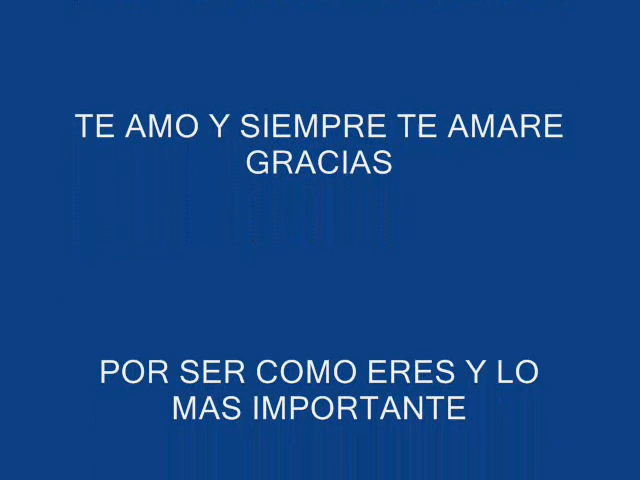 TE AMO Y SIEMPRE TE AMARE
GRACIAS
POR SER COMO ERES Y LO
MAS IMPORTANTE